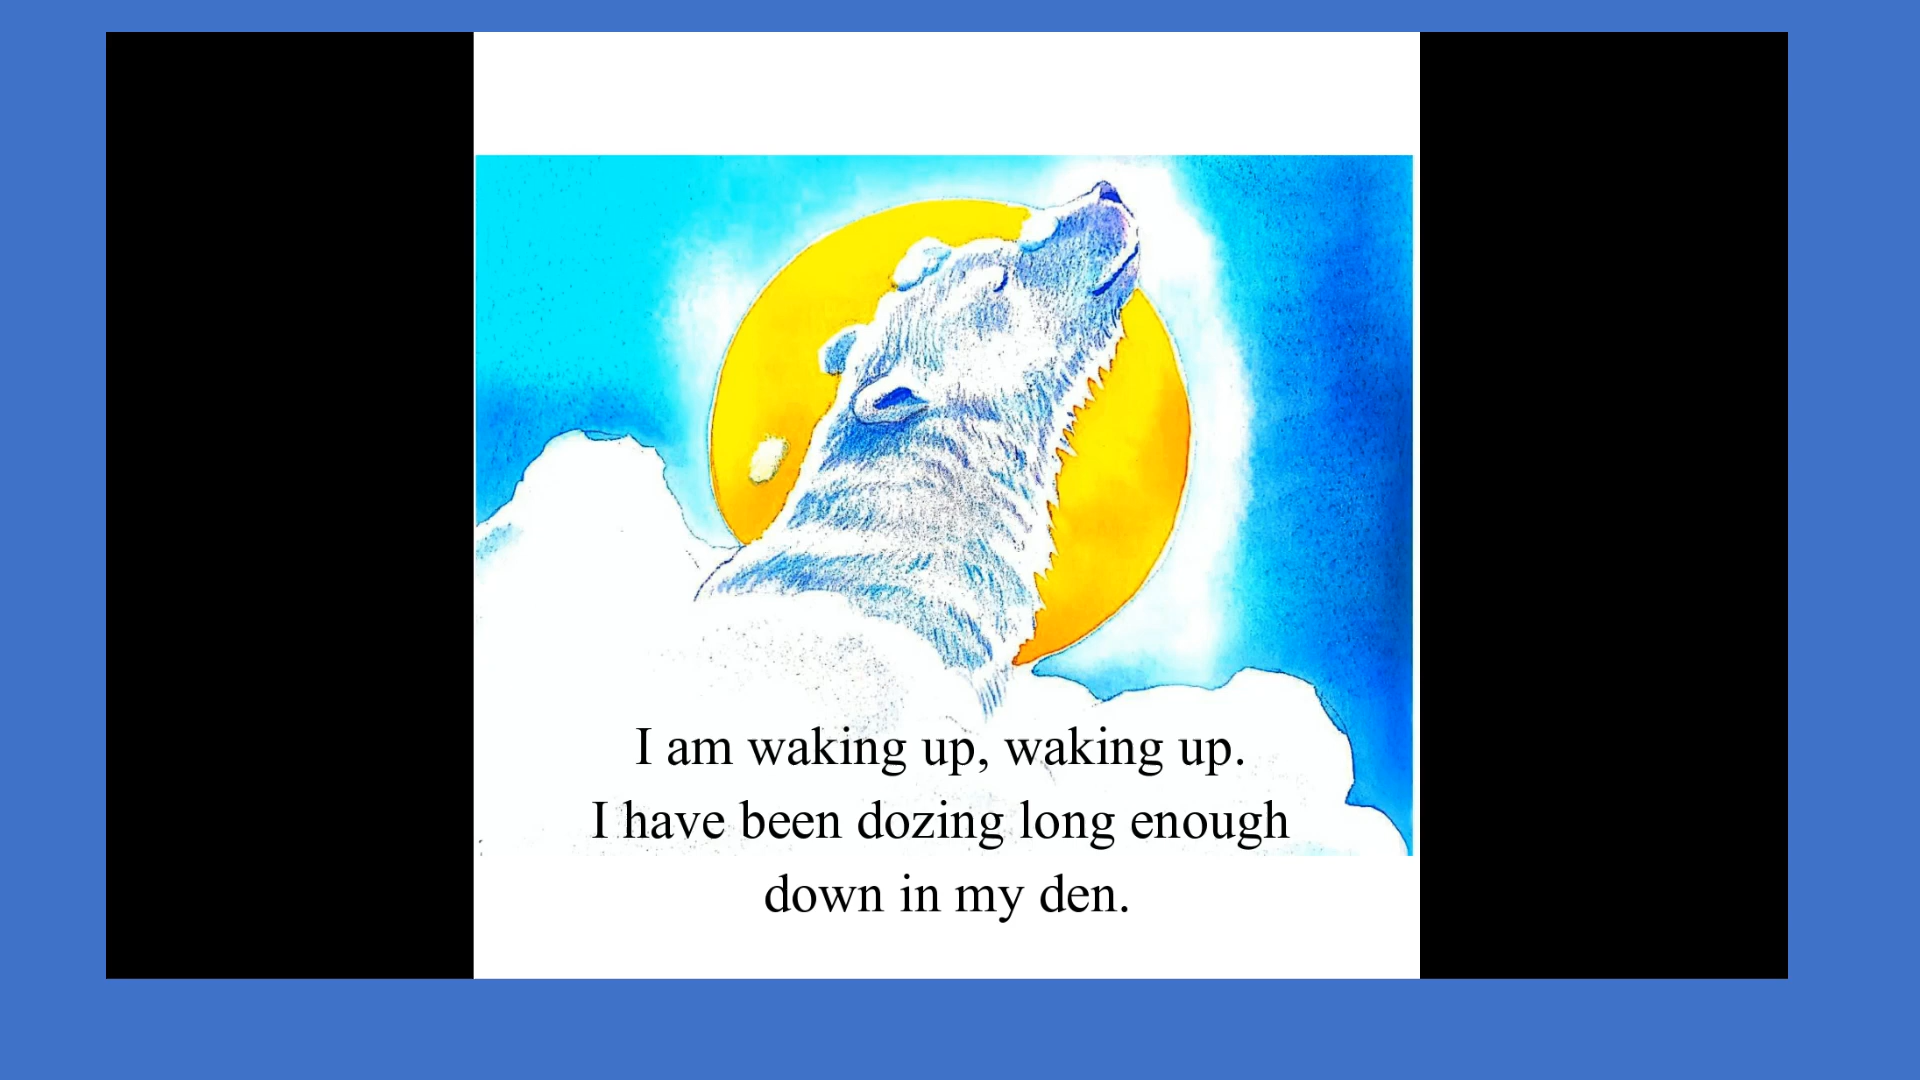 I am waking up, waking up.
I have been dozing long enough
down in my den.